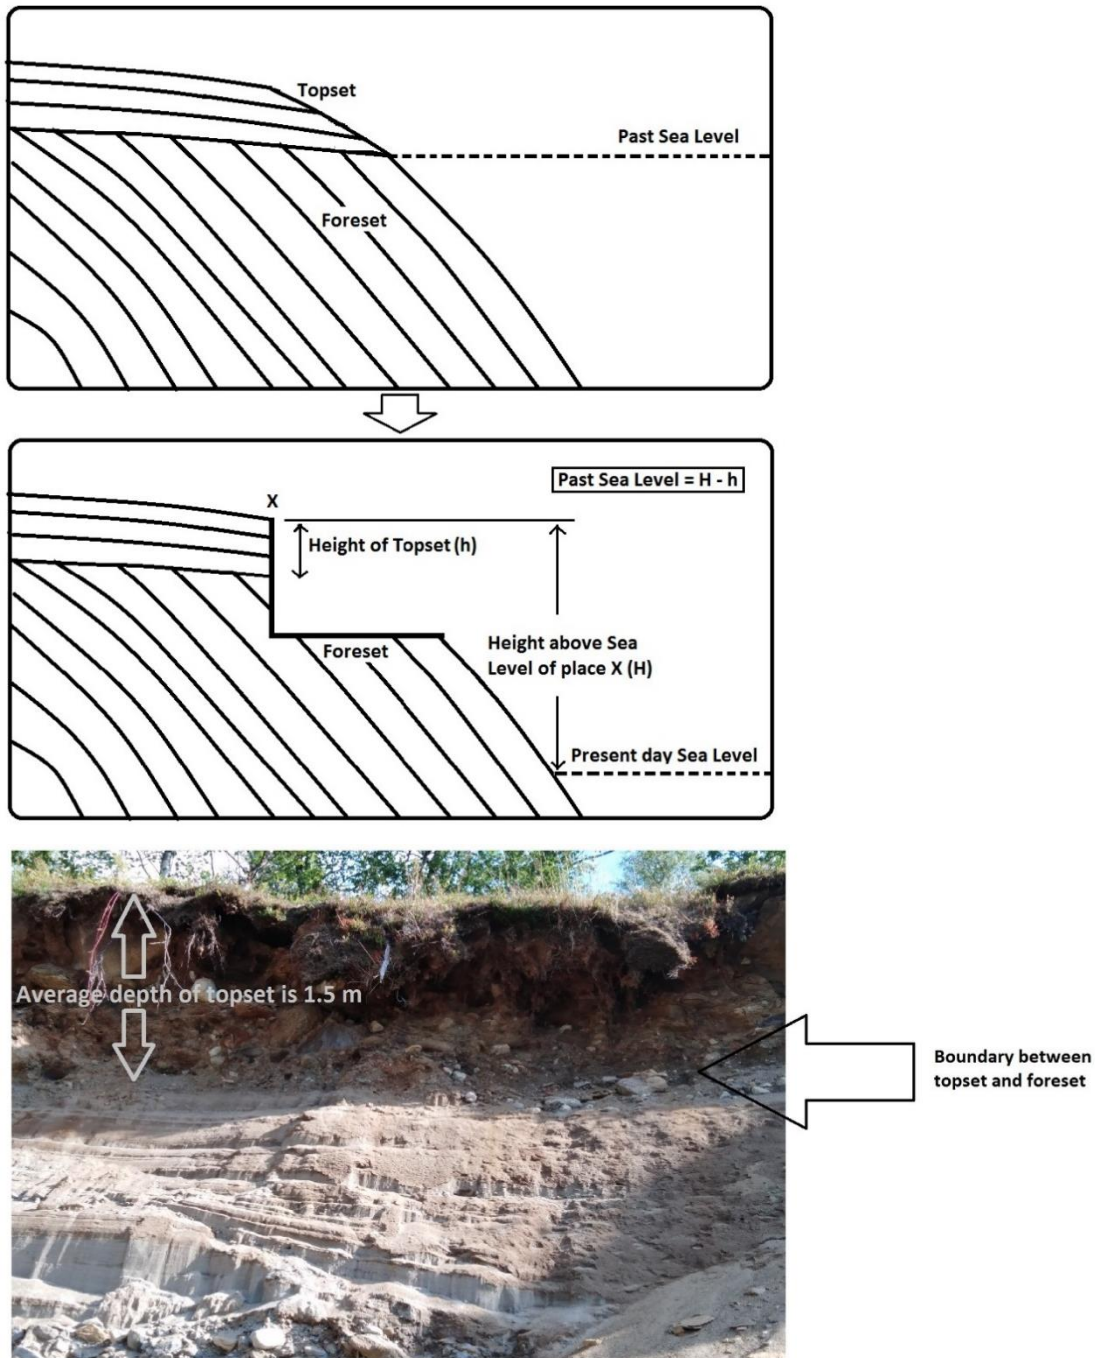 Topset
Past Sea Level
Foreset
Past Sea Level = H - h
X
Height of Topset (h)
Height above Sea
Level of place X (H)
Foreset
Present day Sea Level
Average depth of topset is 1.5 m
Boundary between
topset and foreset